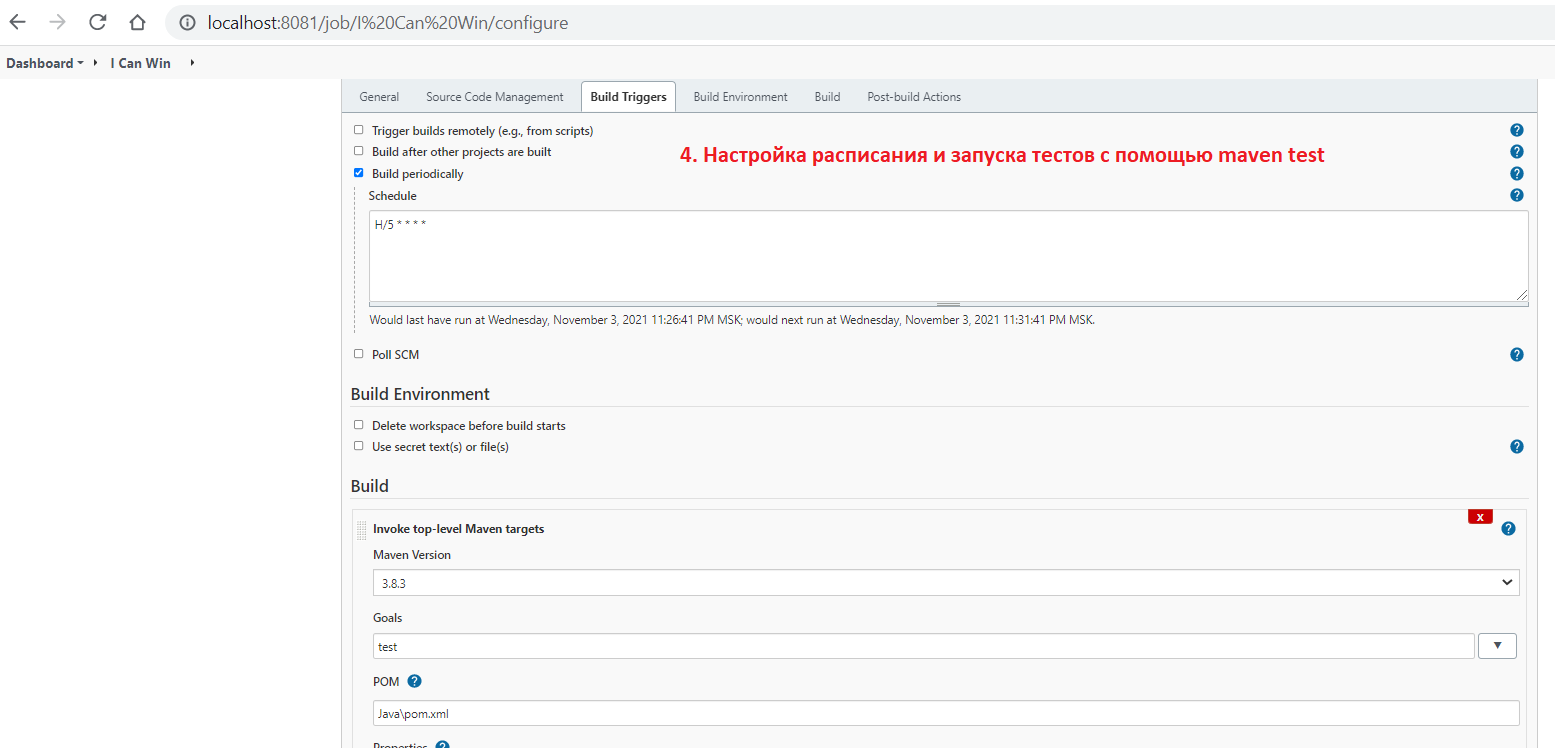 localhost:8081/job/I%20Can%20Win/configure
Dashboard I Can Win
General Source Code Management Build Triggers Build Environment Build Post-build Actions
Trigger builds remotely (e.g., from scripts) ?
Build after other projects are built ?
4. Настройка расписания и запуска тестов с помощью maven test
Build periodically ?
Schedule ?
H/5 * * * *
Would last have run at Wednesday, November 3, 2021 11:26:41 PM MSK; would next run at Wednesday, November 3, 2021 11:31:41 PM MSK.
Poll SCM ?
Build Environment
Delete workspace before build starts
Use secret text(s) or file(s) ?
Build
x
Invoke top-level Maven targets ?
Maven Version
3.8.3
Goals
test
POM ?
Java\pom.xml
Properties ?